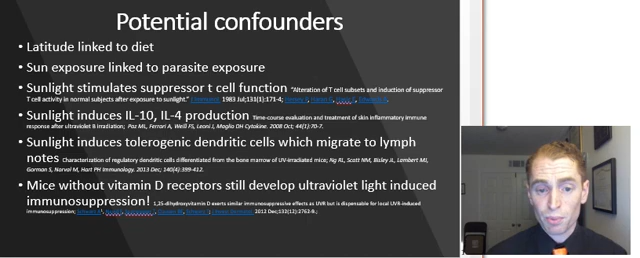 Potential confounders
• Latitude linked to diet
• Sun exposure linked to parasite exposure
• Sunlight stimulates suppressor t cell function "Alteration of T cell subsets and induction of suppressor
T cell activity in normal subjects after exposure to sunlight." 1983 Jul;131(1):171-4;
• Sunlight induces IL-10, IL-4 production Time-course evaluation and treatment of skin inflammatory immune
response after ultraviolet B irradiation; Paz ML, Ferrari A, Weill FS, Leoni J, Maglio DH Cytokine. 2008 Oct; 44(1):70-7.
• Sunlight induces tolerogenic dendritic cells which migrate to lymph
notes Characterization of regulatory dendritic cells differentiated from the bone marrow of UV-irradiated mice; Ng RL, Scott NM, Bisley JL, Lambert MJ,
Gorman S, Norval M, Hart PH Immunology. 2013 Dec; 140(4):399-412.
• Mice without vitamin D receptors still develop ultraviolet light induced
immunosuppression! 1,25-dihydroxyvitamin D exerts similar immunosuppressive effects as UVR but is dispensable for local UVR-induced
immunosuppression; 2012 Dec;132(12):2762-9.;